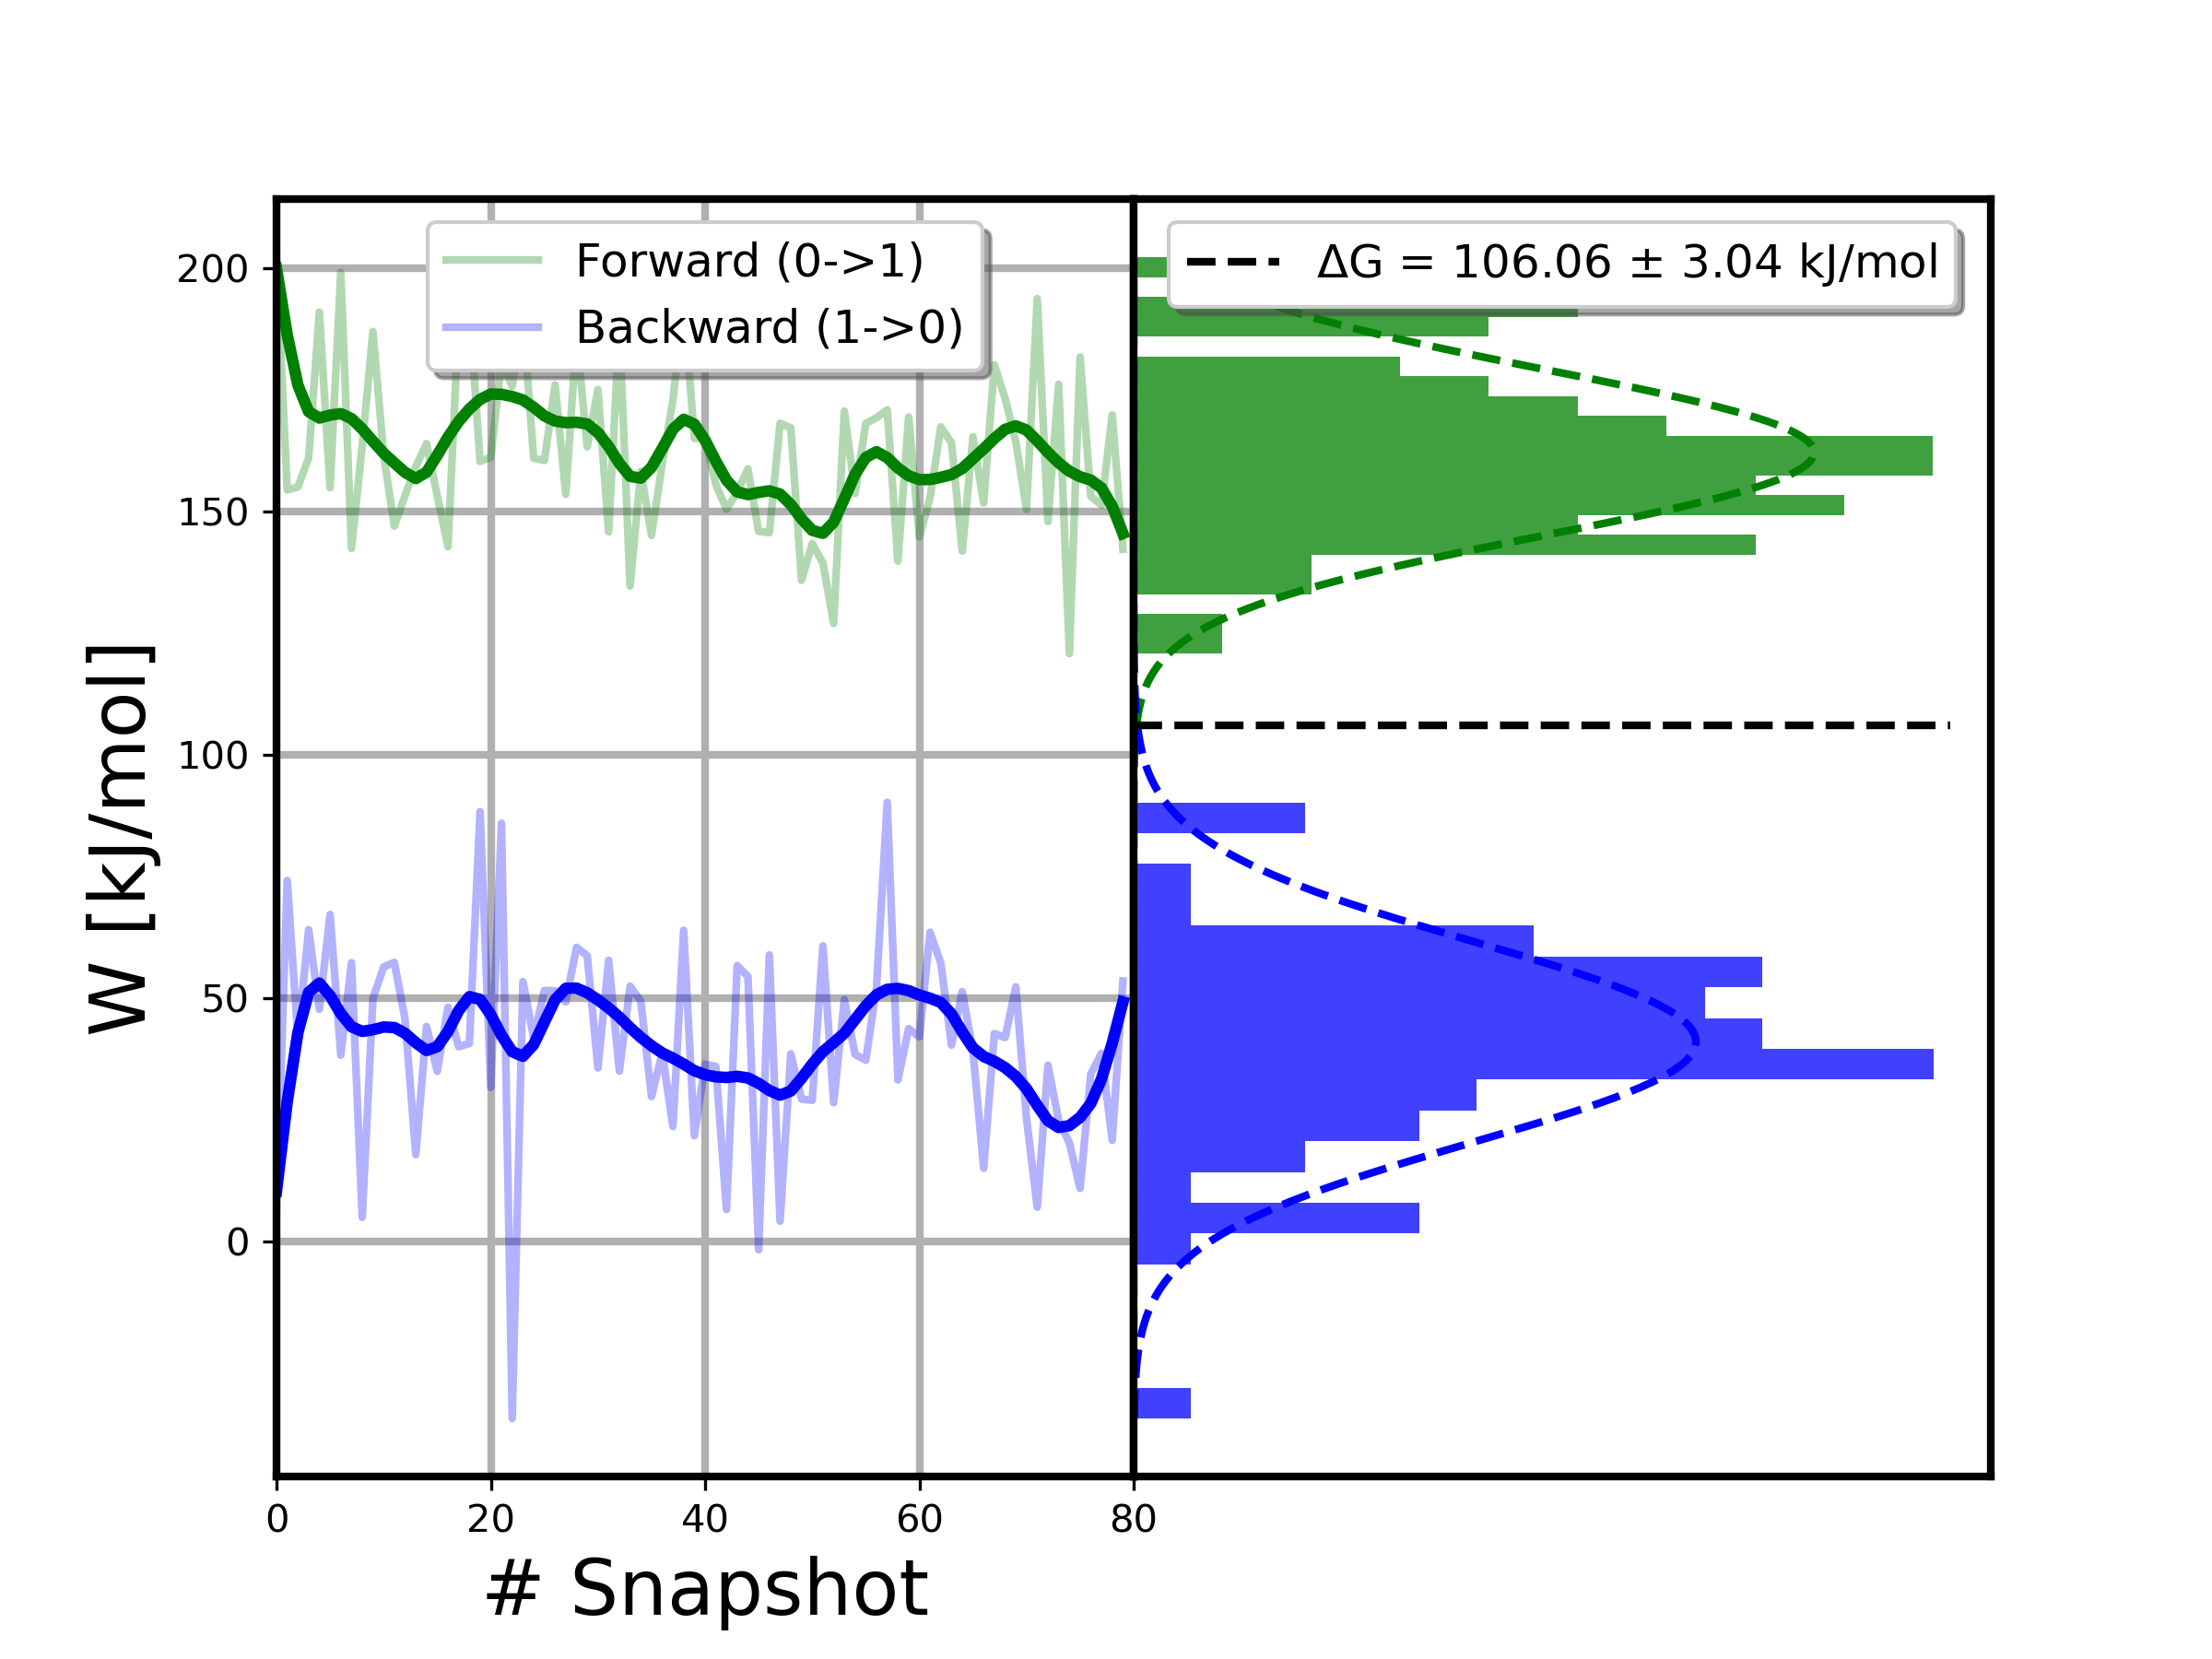 Forward (0->1)
Backward (1->0)
ΔG = 106.06 ± 3.04 kJ/mol
W [kJ/mol]
200
150
100
50
0
0 20 40 60 80
# Snapshot